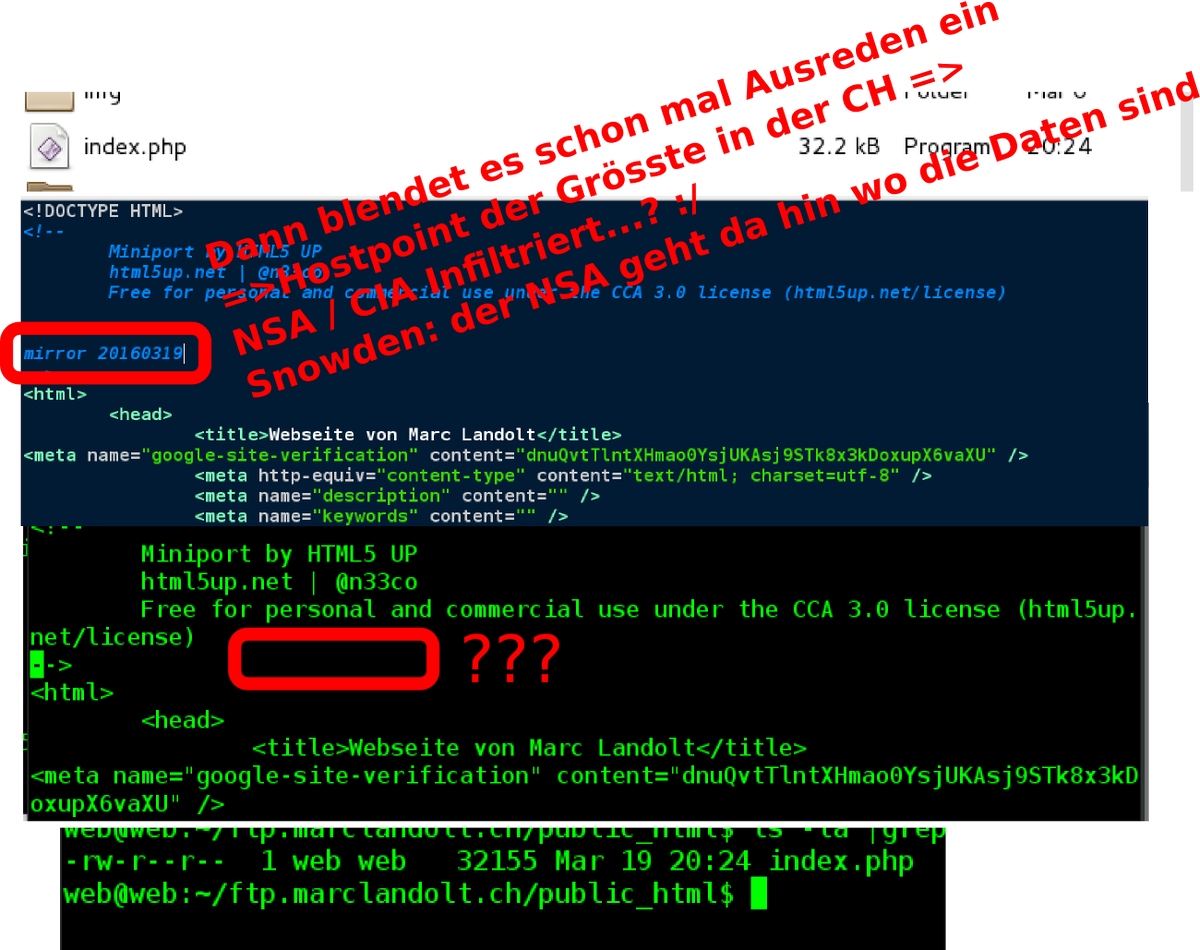 Dann blendet es schon mal Ausreden ein
=>Hostpoint der Grösste in der CH =>
NSA / CIA Infiltriert...? :/
Snowden: der NSA geht da hin wo die Daten sind
img Folder Mar 6
index.php 32.2 kB Program 20:24
<!DOCTYPE HTML>
<!--
Miniport by HTML5 UP
html5up.net | @n33co
Free for personal and commercial use under the CCA 3.0 license (html5up.net/license)
mirror 20160319
<html>
<head>
<title>Webseite von Marc Landolt</title>
<meta name="google-site-verification" content="dnuQvtTlntXHmao0YsjUKAsj9STk8x3kDoxupX6vaXU" />
<meta http-equiv="content-type" content="text/html; charset=utf-8" />
<meta name="description" content="" />
<meta name="keywords" content="" />
<!--
Miniport by HTML5 UP
html5up.net | @n33co
Free for personal and commercial use under the CCA 3.0 license (html5up.
net/license)
???
-->
<html>
<head>
<title>Webseite von Marc Landolt</title>
<meta name="google-site-verification" content="dnuQvtTlntXHmao0YsjUKAsj9STk8x3kD
oxupX6vaXU" />
web@web:~/ftp.marclandolt.ch/public_html$ ls -la |grep
-rw-r--r-- 1 web web 32155 Mar 19 20:24 index.php
web@web:~/ftp.marclandolt.ch/public_html$